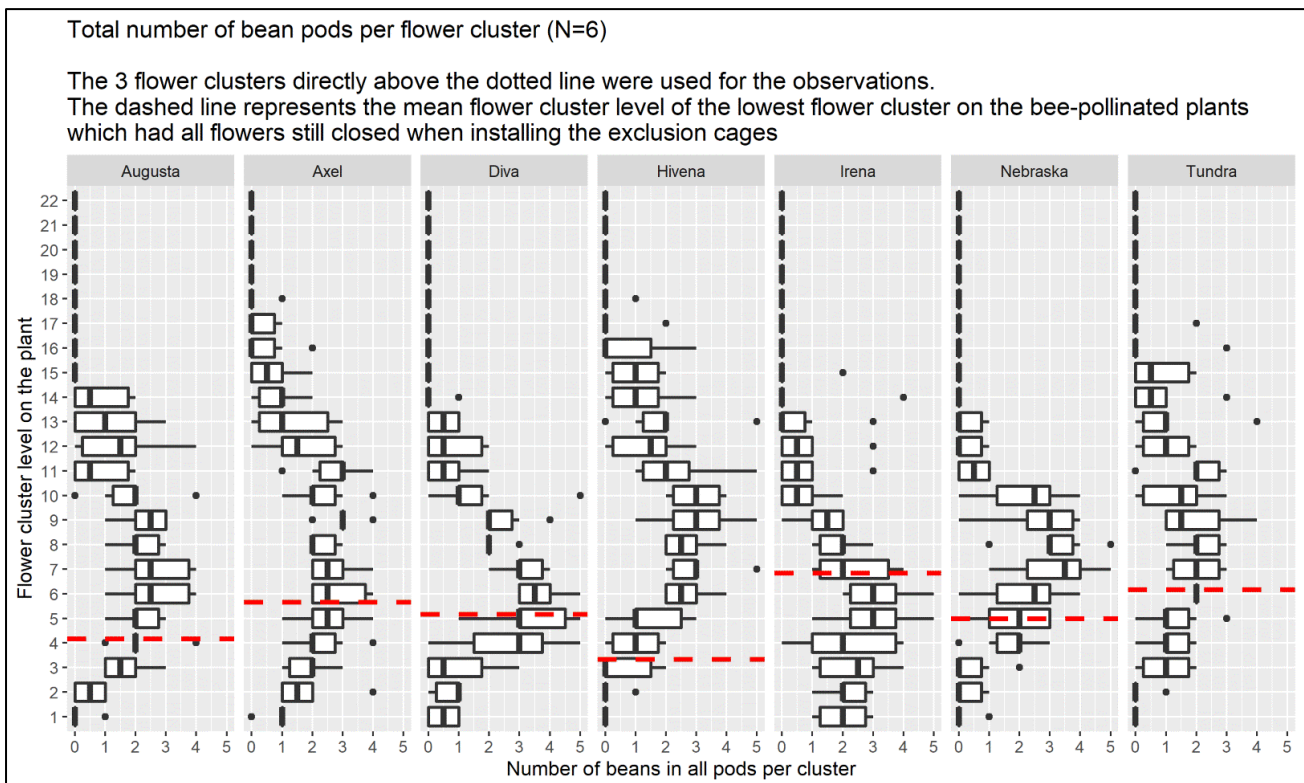 Total number of bean pods per flower cluster (N=6)
The 3 flower clusters directly above the dotted line were used for the observations.
The dashed line represents the mean flower cluster level of the lowest flower cluster on the bee-pollinated plants
which had all flowers still closed when installing the exclusion cages
Augusta Axel Diva Hivena Irena Nebraska Tundra
Flower cluster level on the plant
22
21
20
19
18
17
16
15
14
13
12
11
10
9
8
7
6
5
4
3
2
1
0 1 2 3 4 5 0 1 2 3 4 5 0 1 2 3 4 5 0 1 2 3 4 5 0 1 2 3 4 5 0 1 2 3 4 5 0 1 2 3 4 5
Number of beans in all pods per cluster